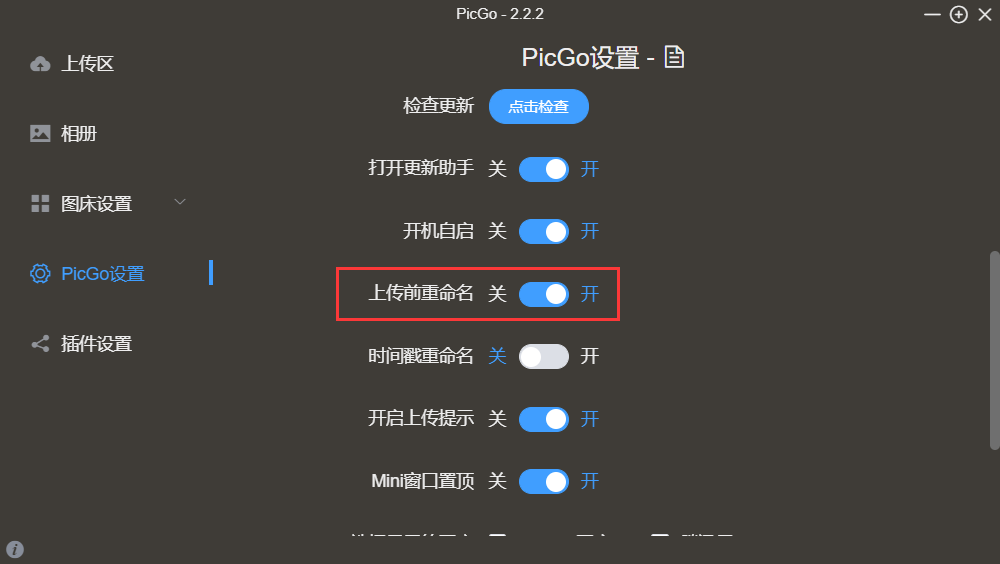 PicGo - 2.2.2
上传区
相册
图床设置
PicGo设置
插件设置
PicGo设置 -
检查更新 点击检查
打开更新助手 关 开
开机自启 关 开
上传前重命名 关 开
时间戳重命名 关 开
开启上传提示 关 开
Mini窗口置顶 关 开